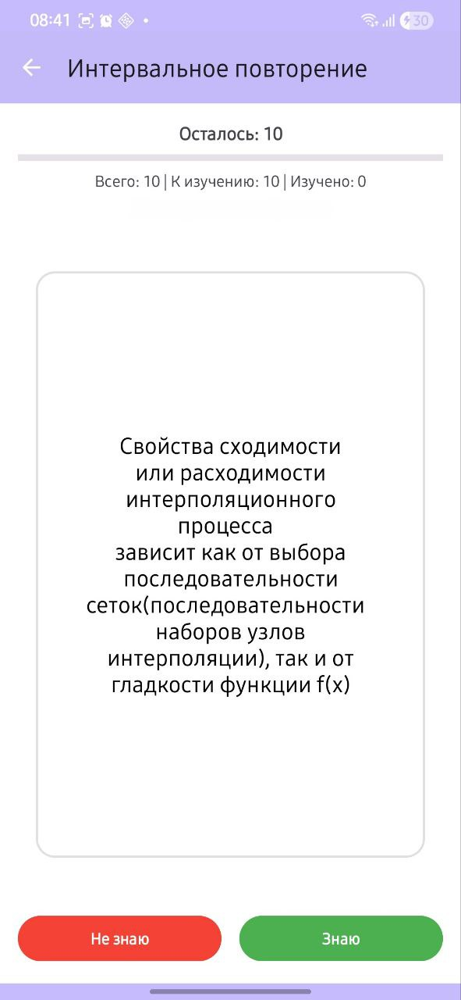 08:41
30
Интервальное повторение
Осталось: 10
Всего: 10 | К изучению: 10 | Изучено: 0
Свойства сходимости
или расходимости
интерполяционного
процесса
зависит как от выбора
последовательности
сеток(последовательности
наборов узлов
интерполяции), так и от
гладкости функции f(x)
Не знаю
Знаю